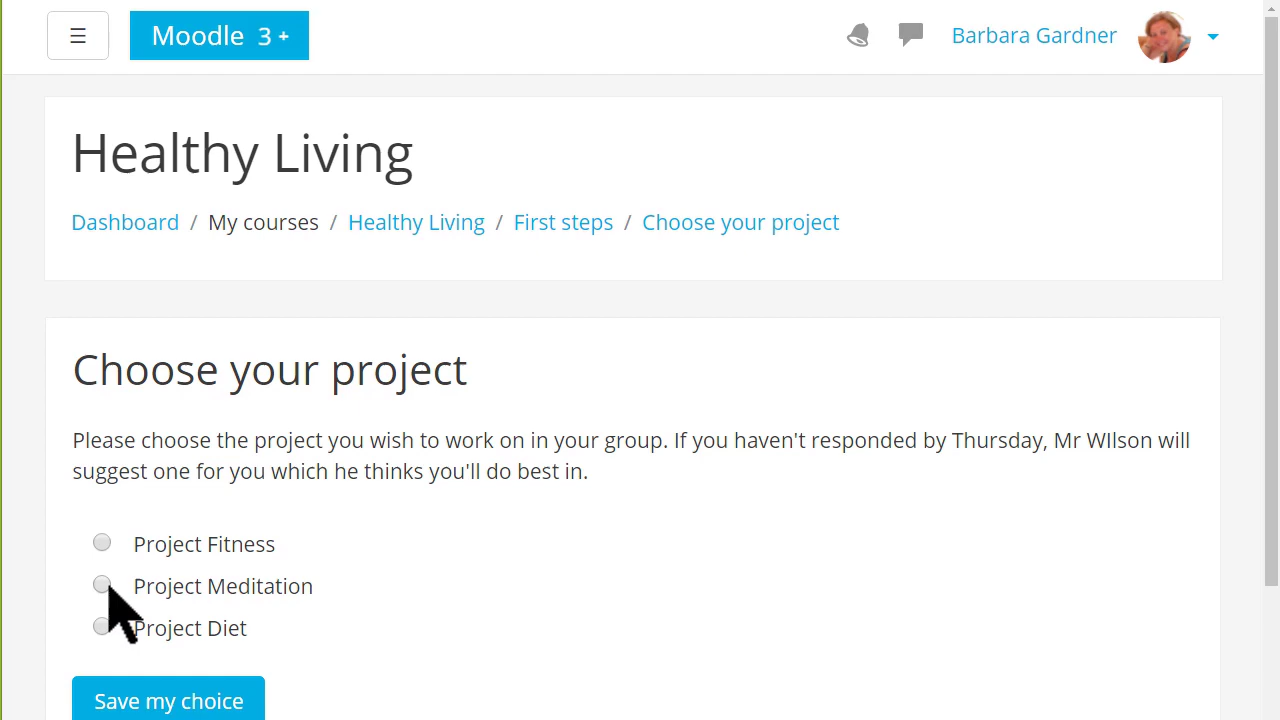 ☰ Moodle 3 + Barbara Gardner
Healthy Living
Dashboard / My courses / Healthy Living / First steps / Choose your project
Choose your project
Please choose the project you wish to work on in your group. If you haven't responded by Thursday, Mr WIlson will
suggest one for you which he thinks you'll do best in.
Project Fitness
Project Meditation
Project Diet
Save my choice